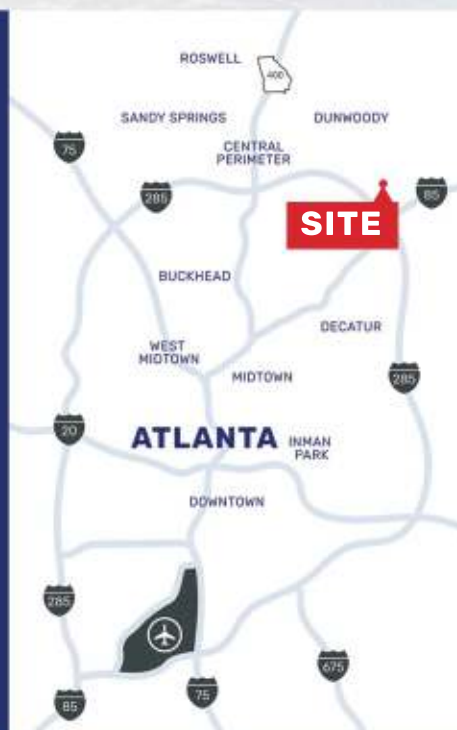 ROSWELL
400
SANDY SPRINGS
DUNWOODY
75
CENTRAL
PERIMETER
285
85
SITE
BUCKHEAD
DECATUR
WEST
MIDTOWN
MIDTOWN
285
20
ATLANTA
INMAN
PARK
DOWNTOWN
285
675
85
75